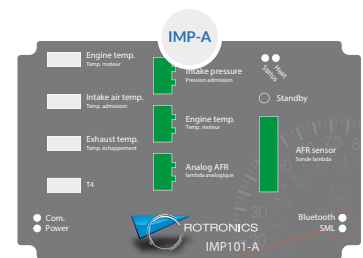 IMP-A
Engine temp.
Temp. moteur
Intake air temp.
Temp. admission
Exhaust temp.
Temp. échappement
T4
Com.
Power
Intake pressure
Pression admission
Engine temp.
Temp. moteur
Analog AFR
lambda analogique
Status
Heat
Standby
AFR sensor
Sonde lambda
Bluetooth
SML
ROTRONICS
IMP101-A